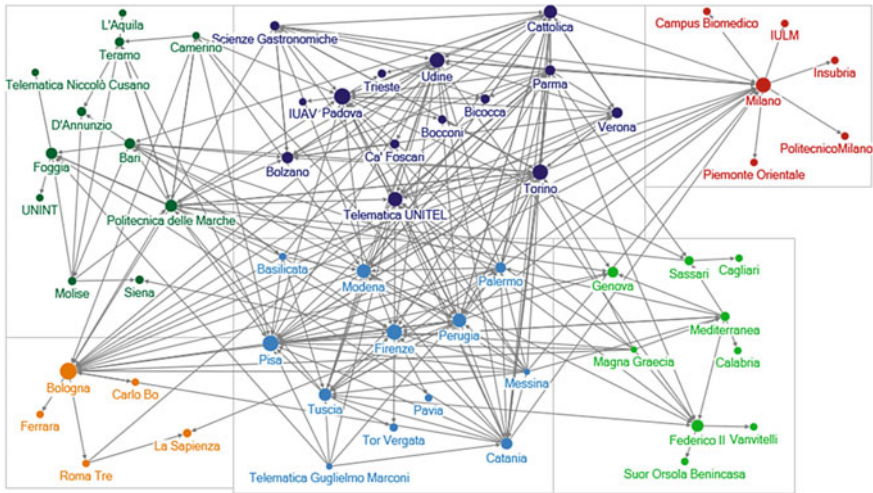 L'Aquila
Teramo
Camerino
Telematica Niccolò Cusano
D'Annunzio
Foggia
Bari
UNINT
Politecnica delle Marche
Molise
Siena
Scienze Gastronomiche
Cattolica
Udine
Trieste
Parma
IUAV
Padova
Bicocca
Bocconi
Verona
Ca' Foscari
Bolzano
Torino
Telematica UNITEL
Campus Biomedico
IULM
Insubria
Milano
PolitecnicoMilano
Piemonte Orientale
Basilicata
Modena
Palermo
Perugia
Pisa
Firenze
Messina
Tuscia
Pavia
Tor Vergata
Catania
Telematica Guglielmo Marconi
Genova
Sassari
Cagliari
Mediterranea
Magna Graecia
Calabria
Federico II
Vanvitelli
Suor Orsola Benincasa
Bologna
Carlo Bo
Ferrara
La Sapienza
Roma Tre